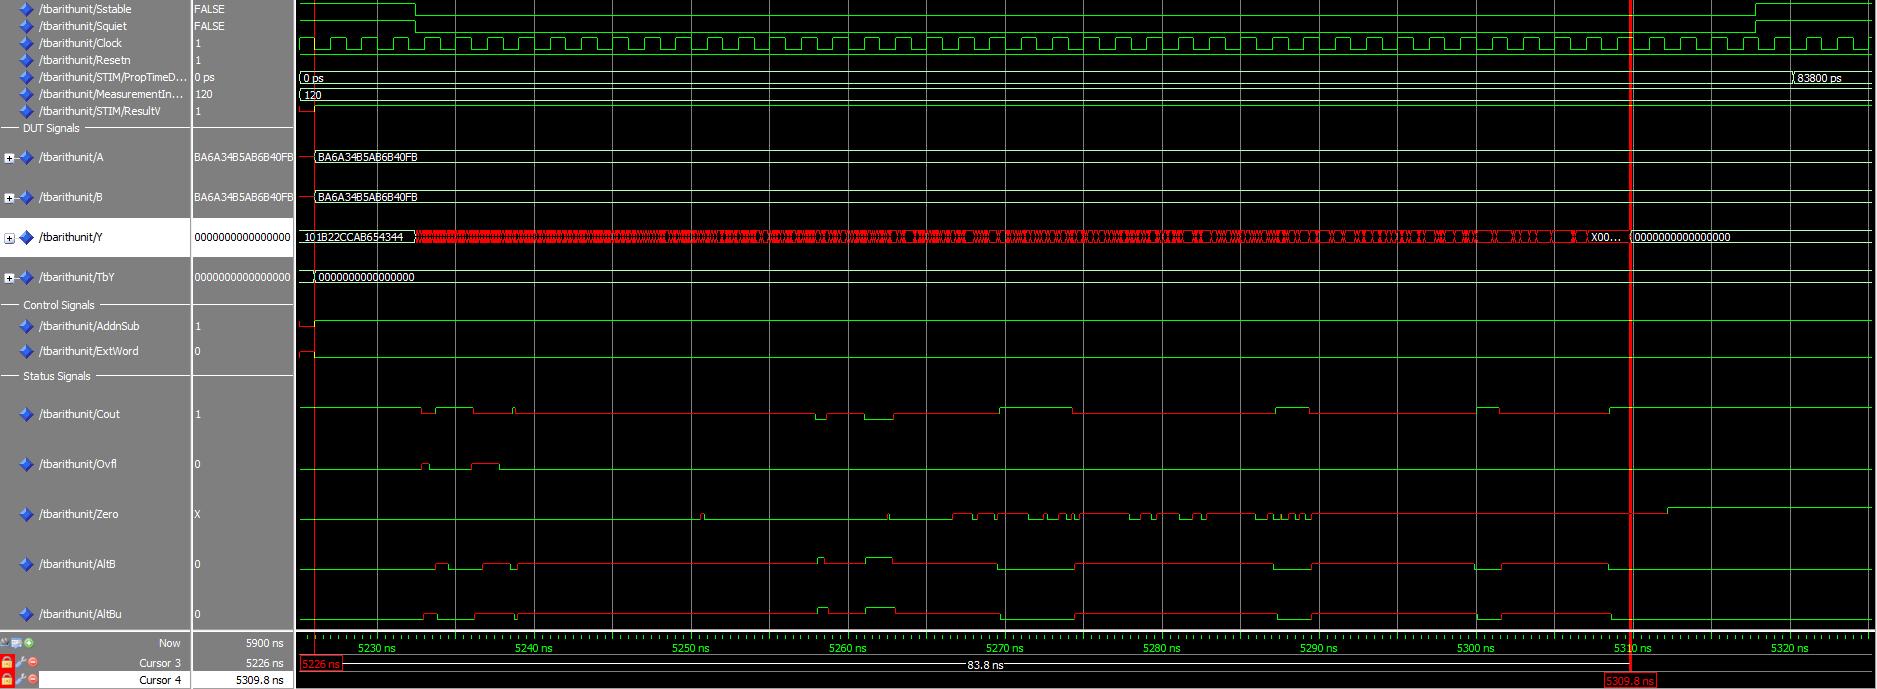 /tbarithunit/Sstable FALSE
/tbarithunit/Squiet FALSE
/tbarithunit/Clock 1
/tbarithunit/Resetn 1
/tbarithunit/STIM/PropTimeD... 0 ps 0 ps 83800 ps
/tbarithunit/MeasurementIn... 120 120
/tbarithunit/STIM/ResultV 1
DUT Signals
/tbarithunit/A BA6A34B5AB6B40FB BA6A34B5AB6B40FB
/tbarithunit/B BA6A34B5AB6B40FB BA6A34B5AB6B40FB
/tbarithunit/Y 0000000000000000 101B22CCAB654344 X00... 0000000000000000
/tbarithunit/TbY 0000000000000000 0000000000000000
Control Signals
/tbarithunit/AddnSub 1
/tbarithunit/ExtWord 0
Status Signals
/tbarithunit/Cout 1
/tbarithunit/Ovfl 0
/tbarithunit/Zero X
/tbarithunit/AltB 0
/tbarithunit/AltBu 0
Now 5900 ns 5230 ns 5240 ns 5250 ns 5260 ns 5270 ns 5280 ns 5290 ns 5300 ns 5310 ns 5320 ns
Cursor 3 5226 ns 5226 ns 83.8 ns
Cursor 4 5309.8 ns 5309.8 ns